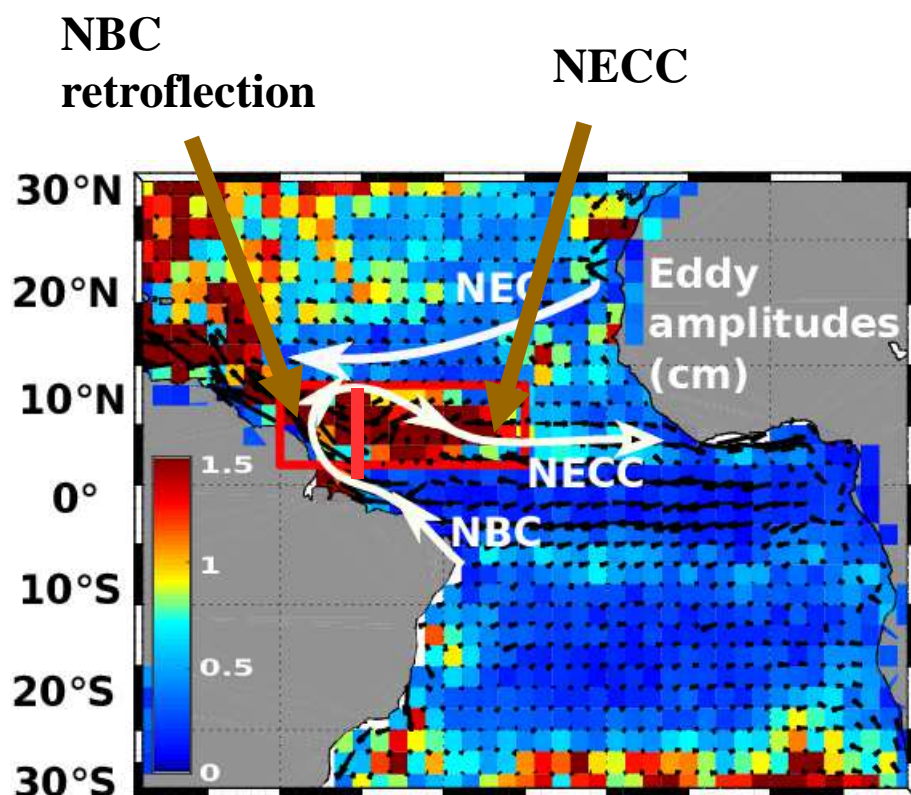 NBC
retroflection
NECC
30°N
20°N
10°N
0°
10°S
20°S
30°S
NEC
Eddy
amplitudes
(cm)
NECC
NBC
1.5
1
0.5
0